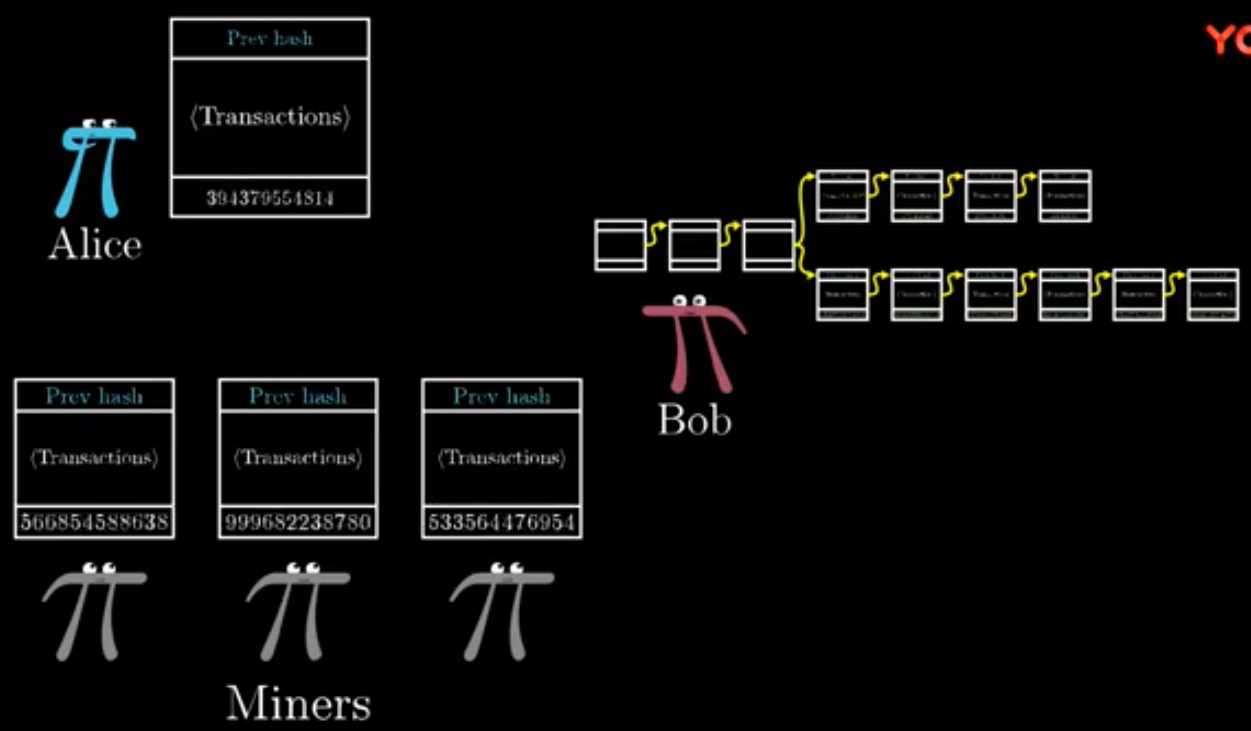 Prev hash
⟨Transactions⟩
394379554814
Alice
Bob
Prev hash
⟨Transactions⟩
566854588638
Prev hash
⟨Transactions⟩
999682238780
Prev hash
⟨Transactions⟩
533564476954
Miners